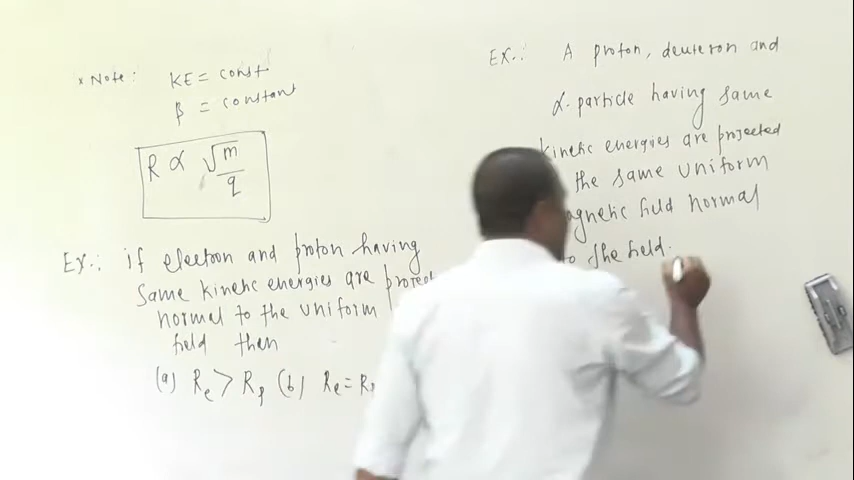 * Note: KE = const.
B = constant
R ∝ √m/q
Ex.: if electron and proton having
same kinetic energies are
normal to the uniform
field then
(a) Re > Rp (b) Re =
Ex.: A proton, deuteron and
α-particle having same
kinetic energies are projected
the same uniform
field normal
to the field.